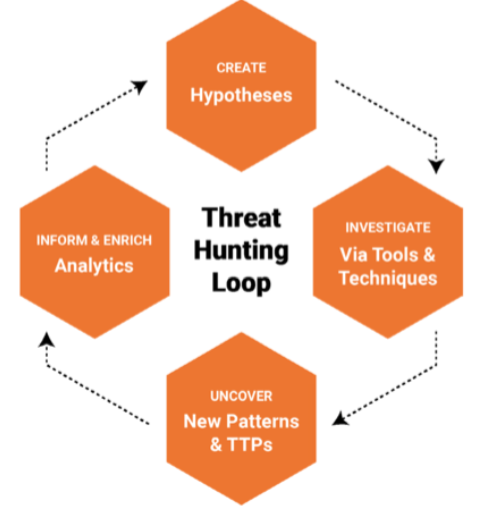 CREATE
Hypotheses
Threat
Hunting
Loop
INVESTIGATE
Via Tools &
Techniques
UNCOVER
New Patterns
& TTPs
INFORM & ENRICH
Analytics